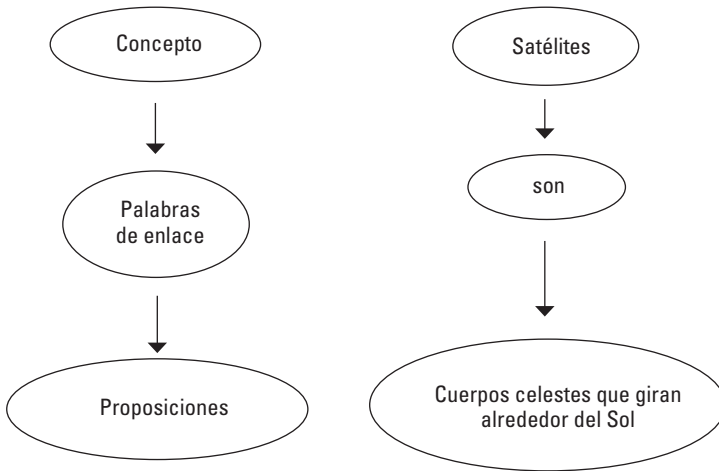 Concepto
Palabras
de enlace
Proposiciones
Satélites
son
Cuerpos celestes que giran
alrededor del Sol